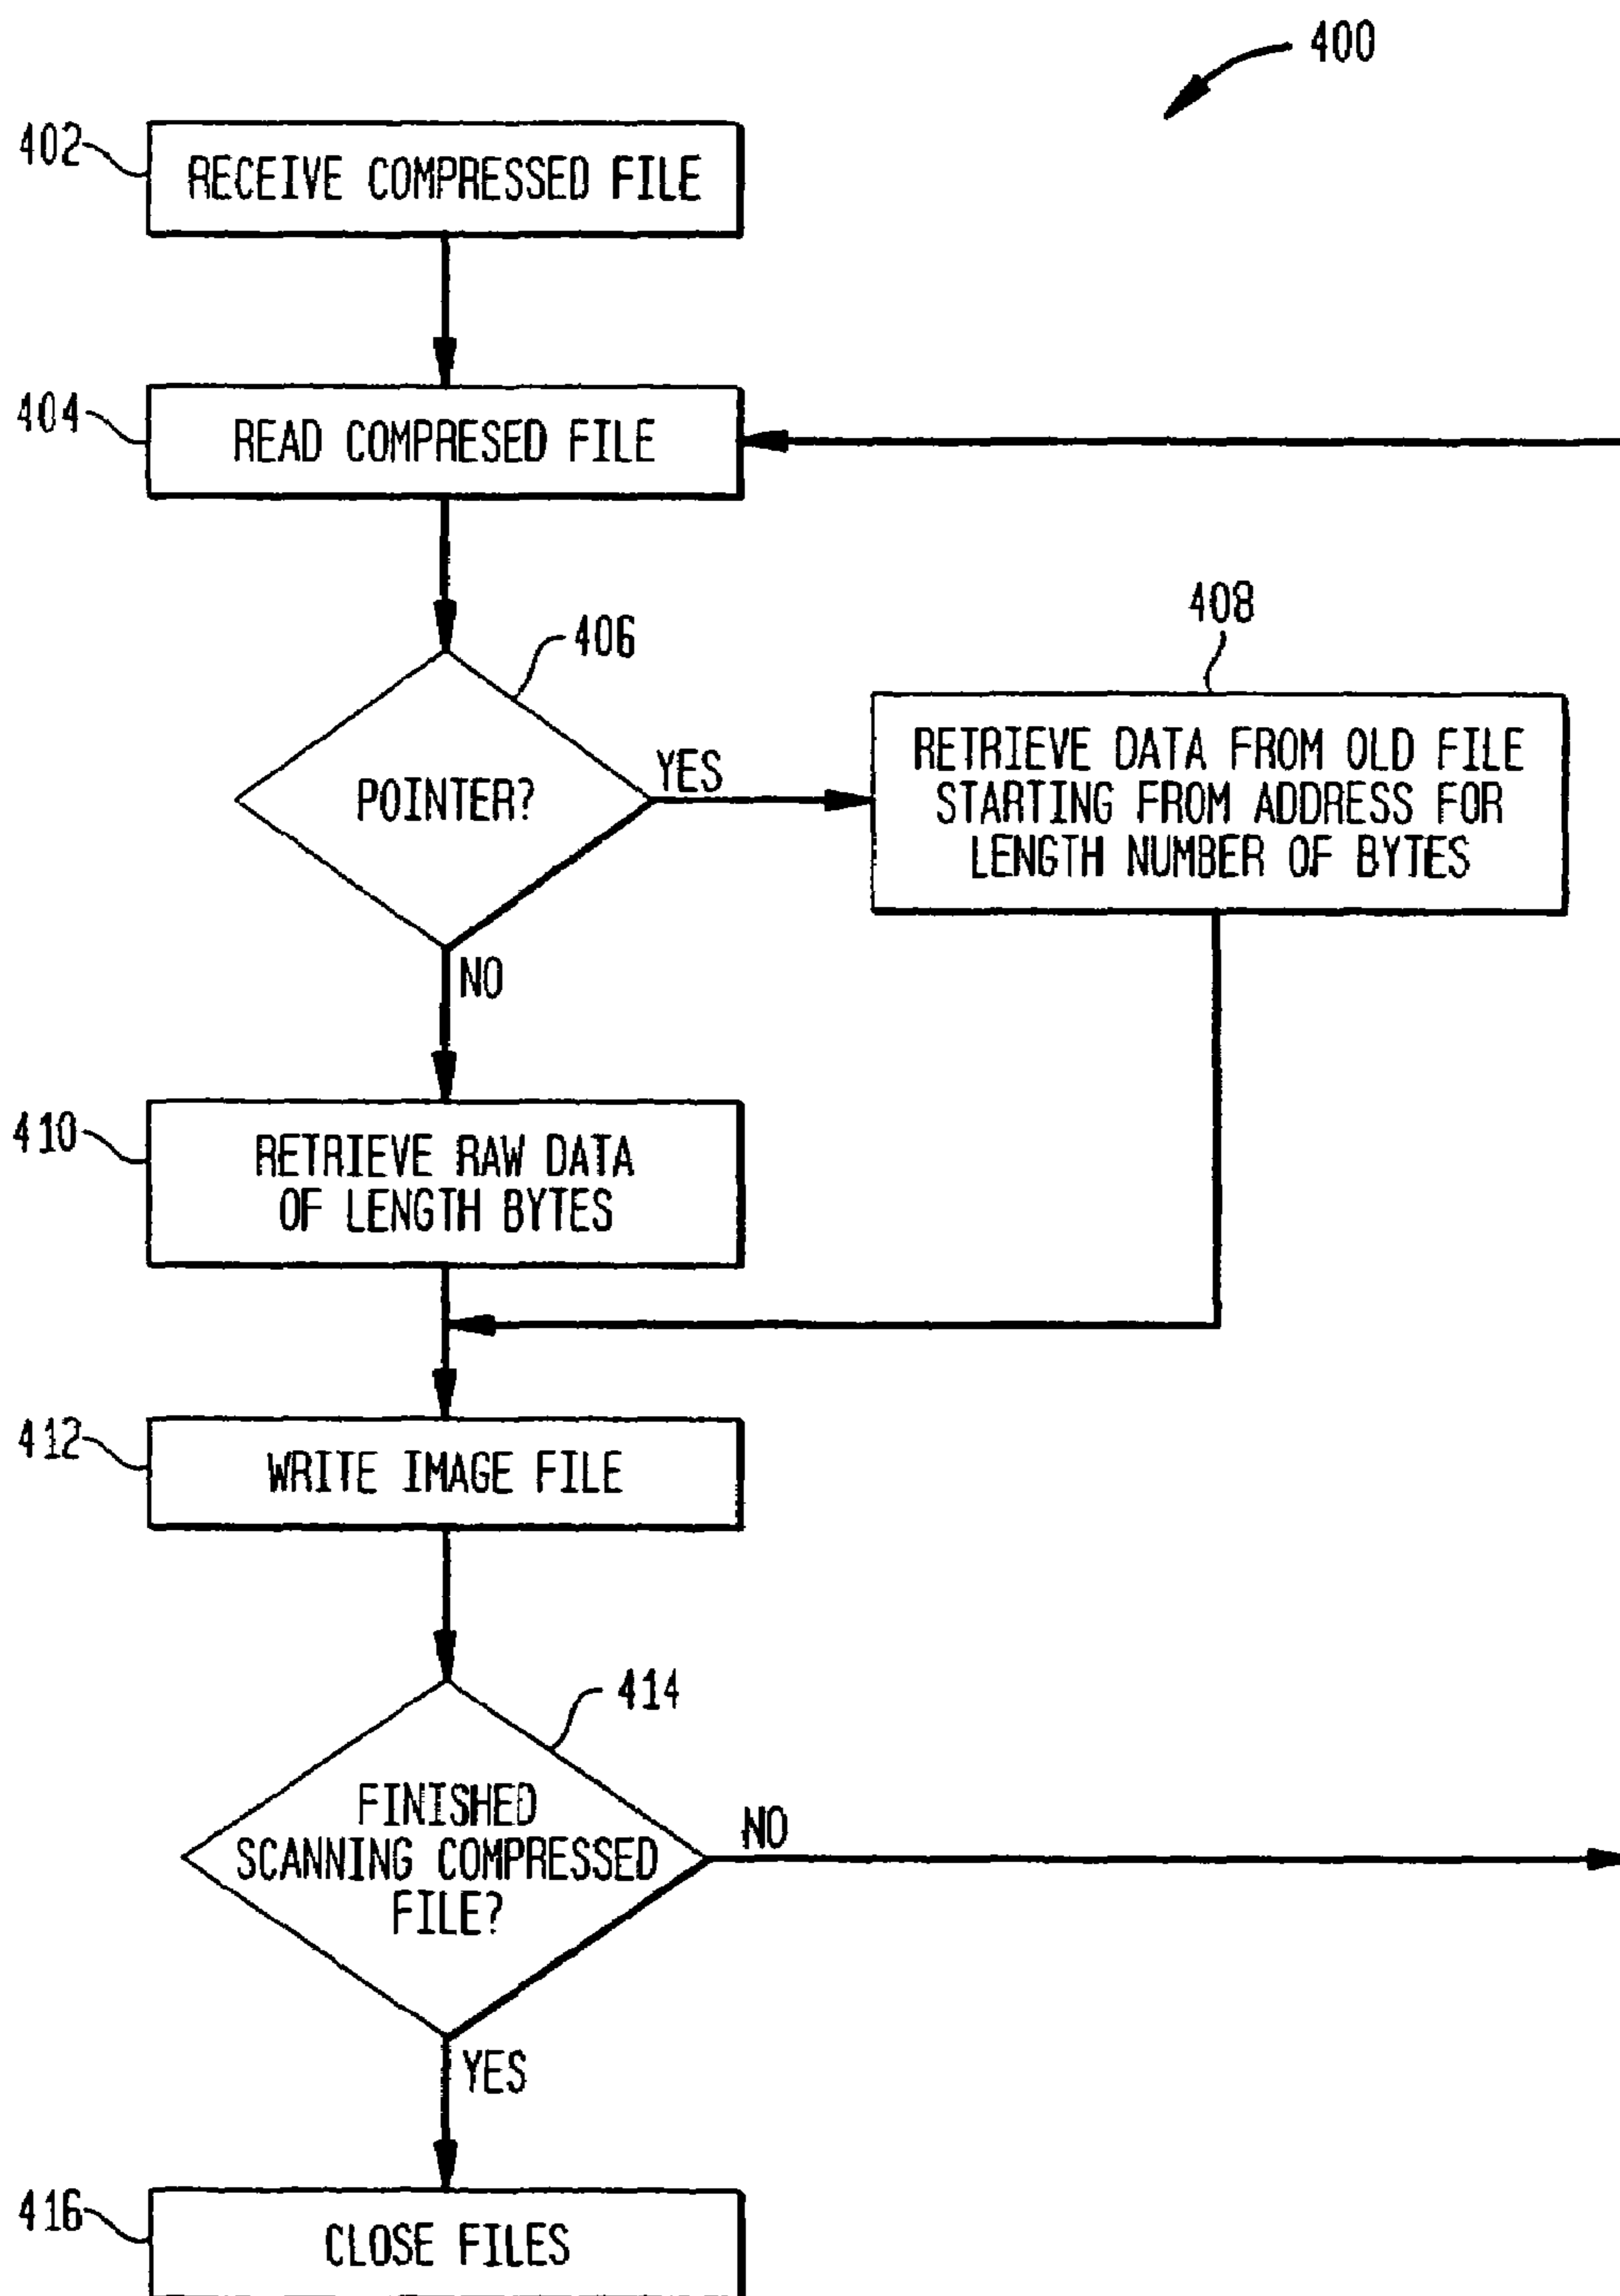 400
402
RECEIVE COMPRESSED FILE
404
READ COMPRESED FILE
406
POINTER?
YES
NO
408
RETRIEVE DATA FROM OLD FILE
STARTING FROM ADDRESS FOR
LENGTH NUMBER OF BYTES
410
RETRIEVE RAW DATA
OF LENGTH BYTES
412
WRITE IMAGE FILE
414
FINISHED
SCANNING COMPRESSED
FILE?
NO
YES
416
CLOSE FILES